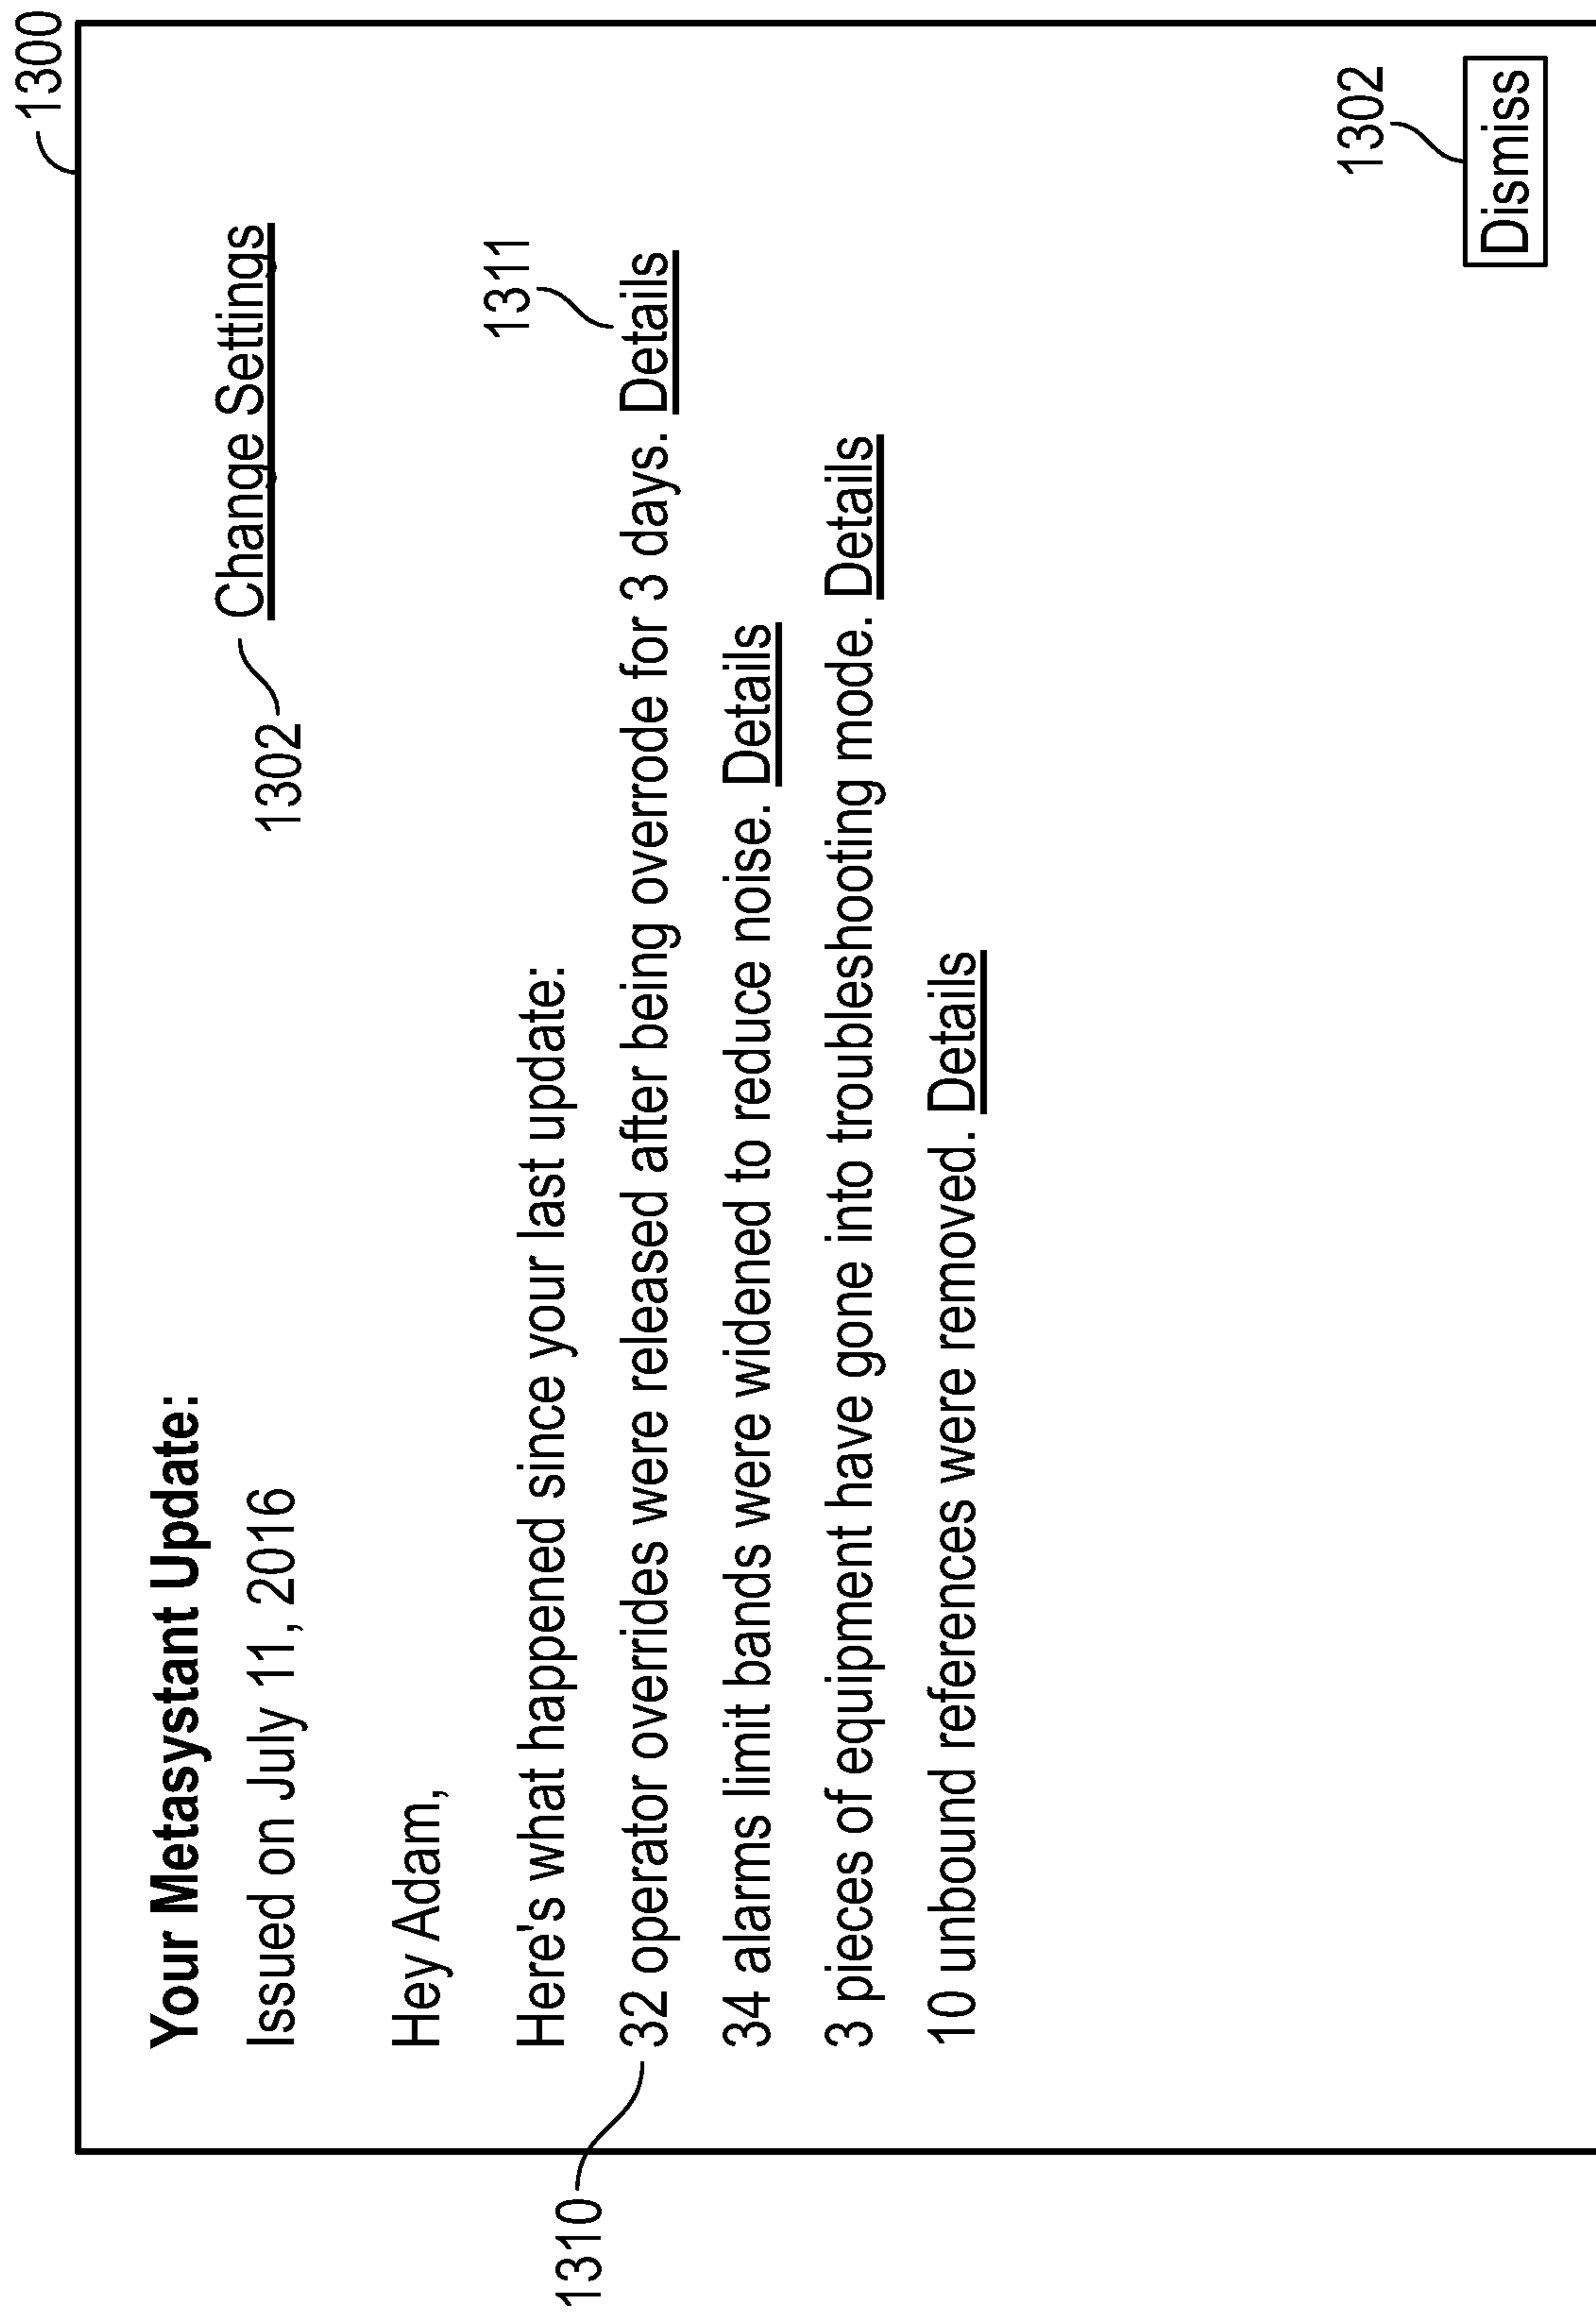 1300
Your Metasystant Update:
Change Settings
1302
Issued on July 11, 2016
Hey Adam,
1311
Here's what happened since your last update:
1310
32 operator overrides were released after being overrode for 3 days. Details
34 alarms limit bands were widened to reduce noise. Details
3 pieces of equipment have gone into troubleshooting mode. Details
10 unbound references were removed. Details
1302
Dismiss